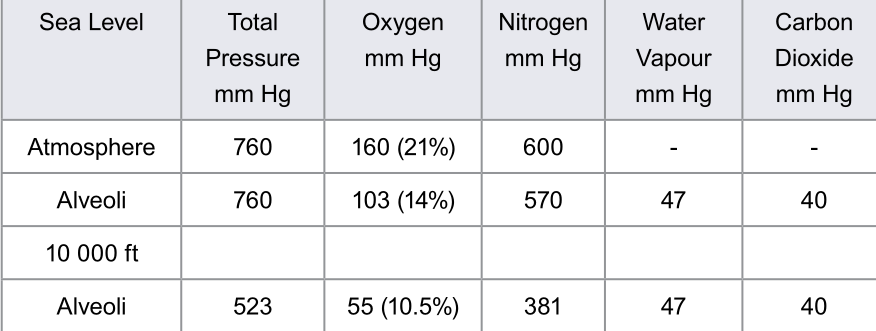 Sea Level Total Pressure mm Hg Oxygen mm Hg Nitrogen mm Hg Water Vapour mm Hg Carbon Dioxide mm Hg
Atmosphere 760 160 (21%) 600 - -
Alveoli 760 103 (14%) 570 47 40
10 000 ft
Alveoli 523 55 (10.5%) 381 47 40